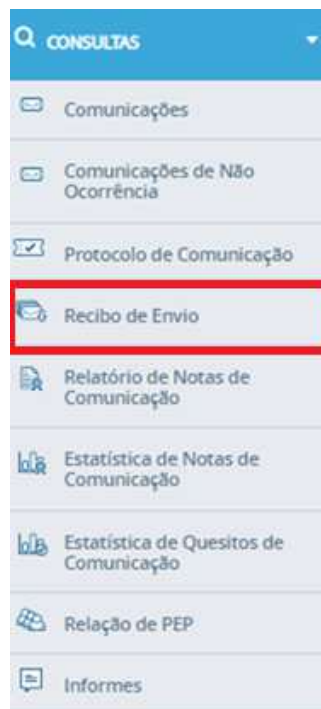 CONSULTAS
Comunicações
Comunicações de Não
Ocorrência
Protocolo de Comunicação
Recibo de Envio
Relatório de Notas de
Comunicação
Estatística de Notas de
Comunicação
Estatística de Quesitos de
Comunicação
Relação de PEP
Informes